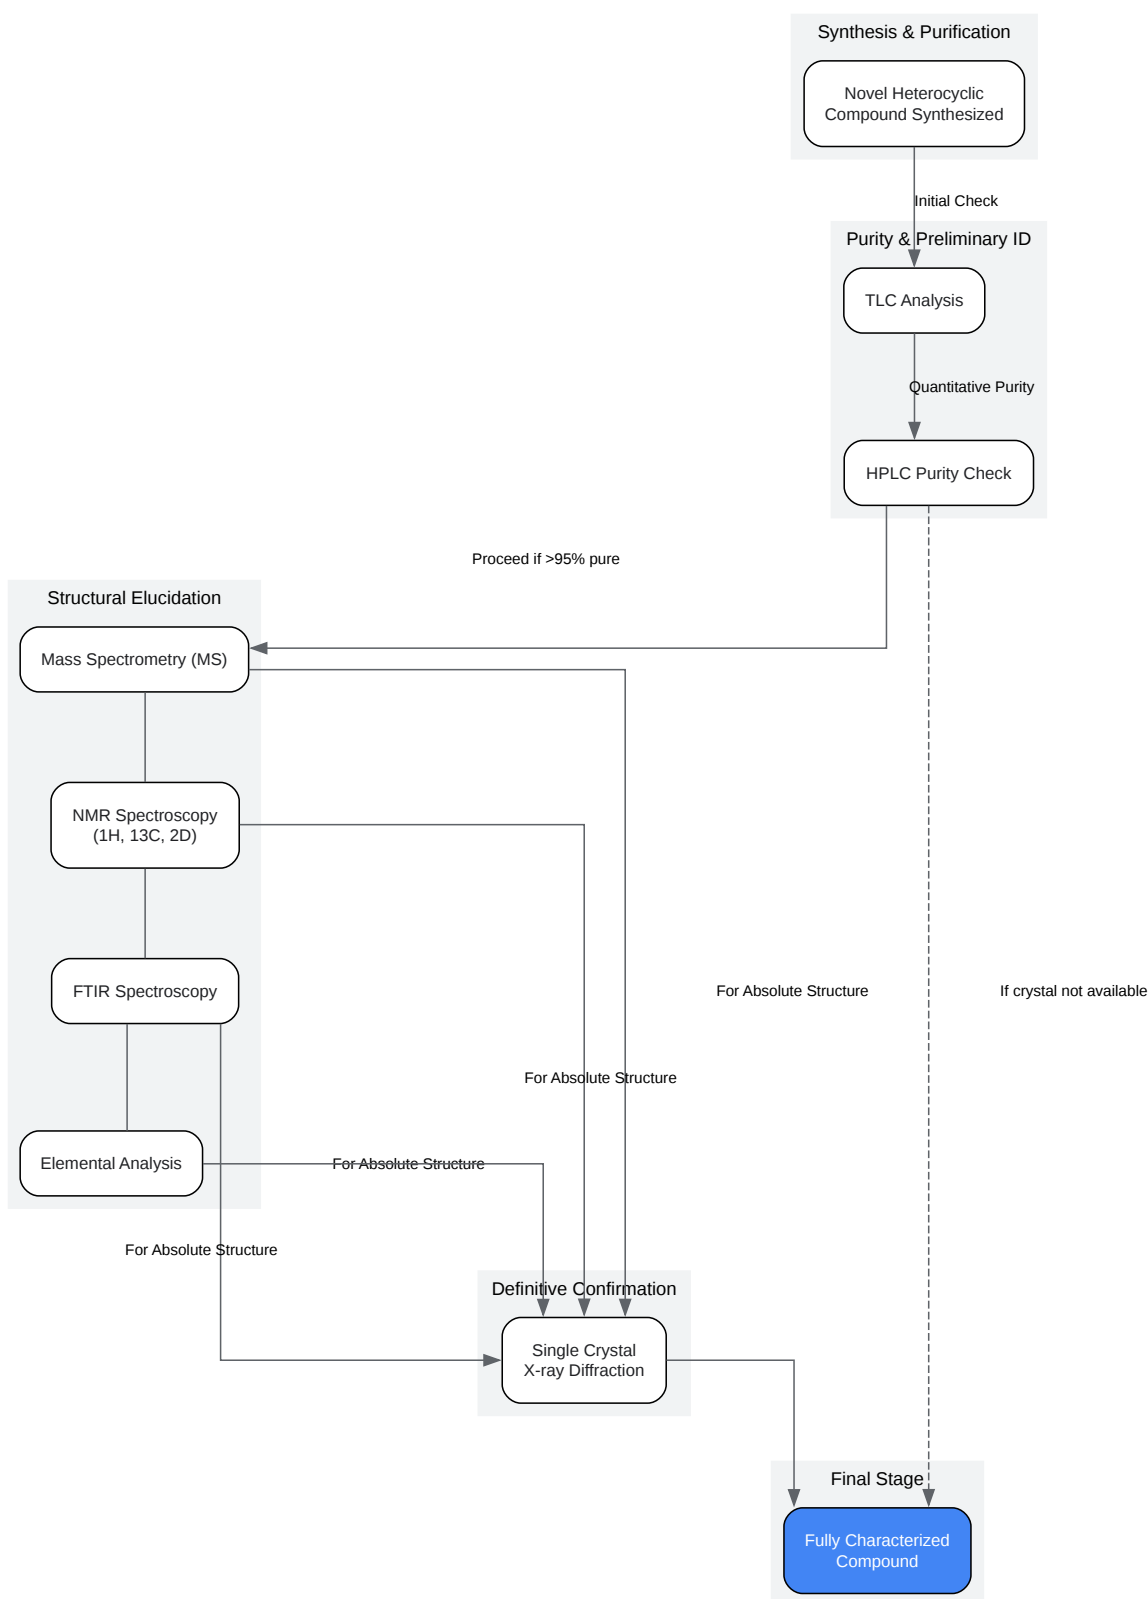 Synthesis & Purification
Novel Heterocyclic
Compound Synthesized
Initial Check
Purity & Preliminary ID
TLC Analysis
Quantitative Purity
HPLC Purity Check
Proceed if >95% pure
Structural Elucidation
Mass Spectrometry (MS)
NMR Spectroscopy
(1H, 13C, 2D)
FTIR Spectroscopy
For Absolute Structure
If crystal not available
For Absolute Structure
Elemental Analysis
For Absolute Structure
For Absolute Structure
Definitive Confirmation
Single Crystal
X-ray Diffraction
Final Stage
Fully Characterized
Compound